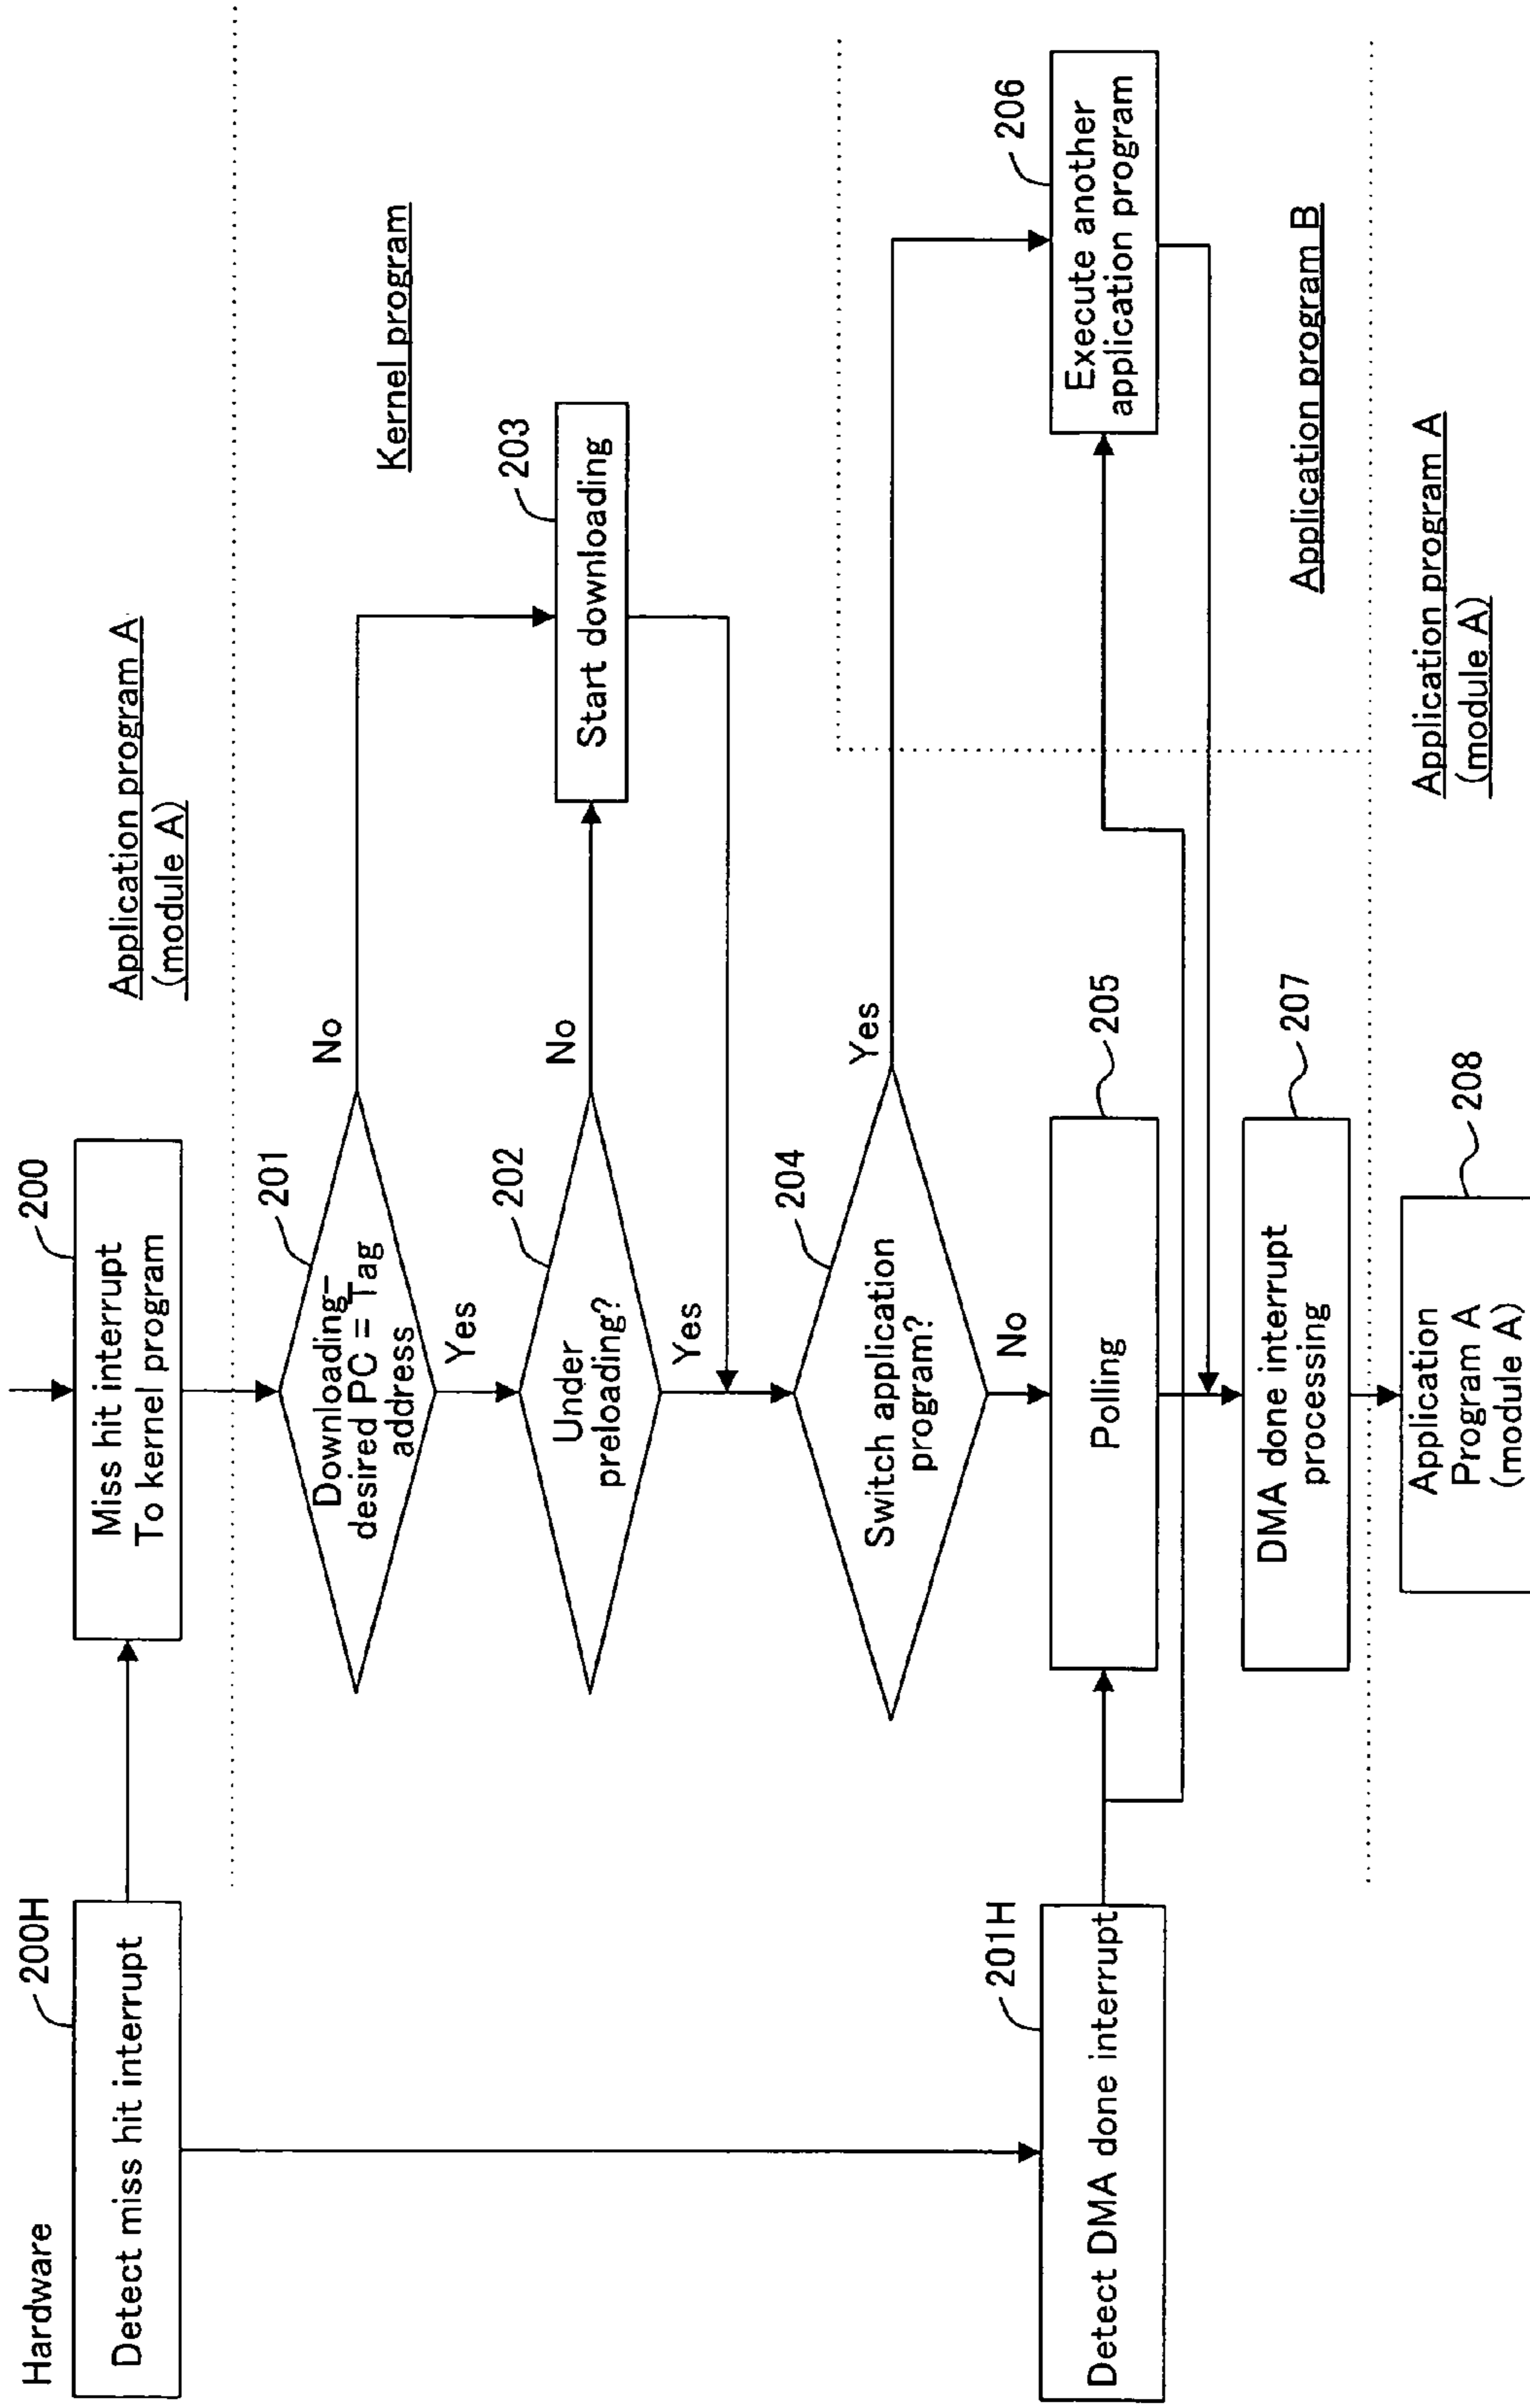 Hardware
200H
Detect miss hit interrupt
200
Miss hit interrupt
To kernel program
Application program A
(module A)
201
Downloading-
desired PC = Tag
address
No
Yes
Kernel program
202
Under
preloading?
No
Yes
203
Start downloading
204
Switch application
program?
Yes
No
201H
Detect DMA done interrupt
205
Polling
206
Execute another
application program
Application program B
207
DMA done interrupt
processing
208
Application
Program A
(module A)
Application program A
(module A)